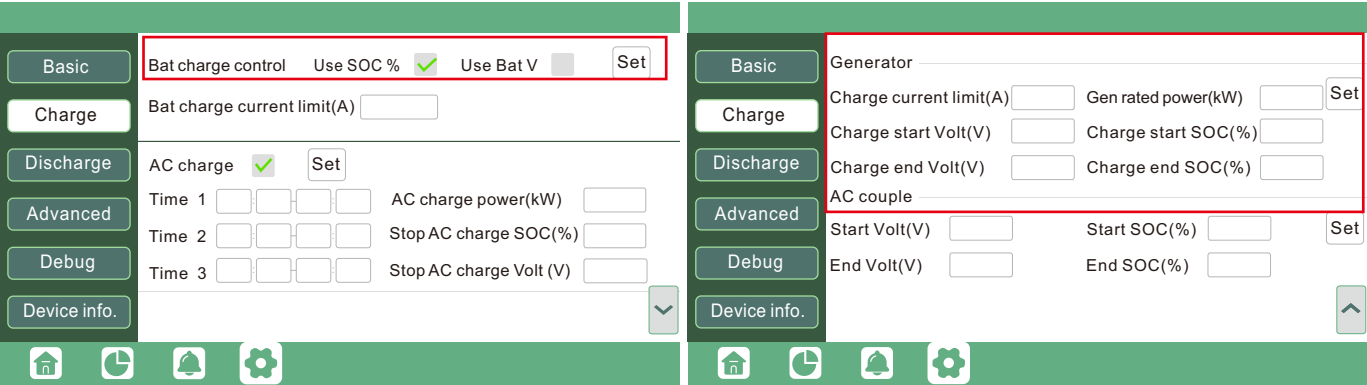 Basic
Charge
Discharge
Advanced
Debug
Device info.
Bat charge control Use SOC % Use Bat V Set
Bat charge current limit(A)
AC charge Set
Time 1 AC charge power(kW)
Time 2 Stop AC charge SOC(%)
Time 3 Stop AC charge Volt (V)
Basic
Charge
Discharge
Advanced
Debug
Device info.
Generator
Charge current limit(A) Gen rated power(kW) Set
Charge start Volt(V) Charge start SOC(%)
Charge end Volt(V) Charge end SOC(%)
AC couple
Start Volt(V) Start SOC(%) Set
End Volt(V) End SOC(%)